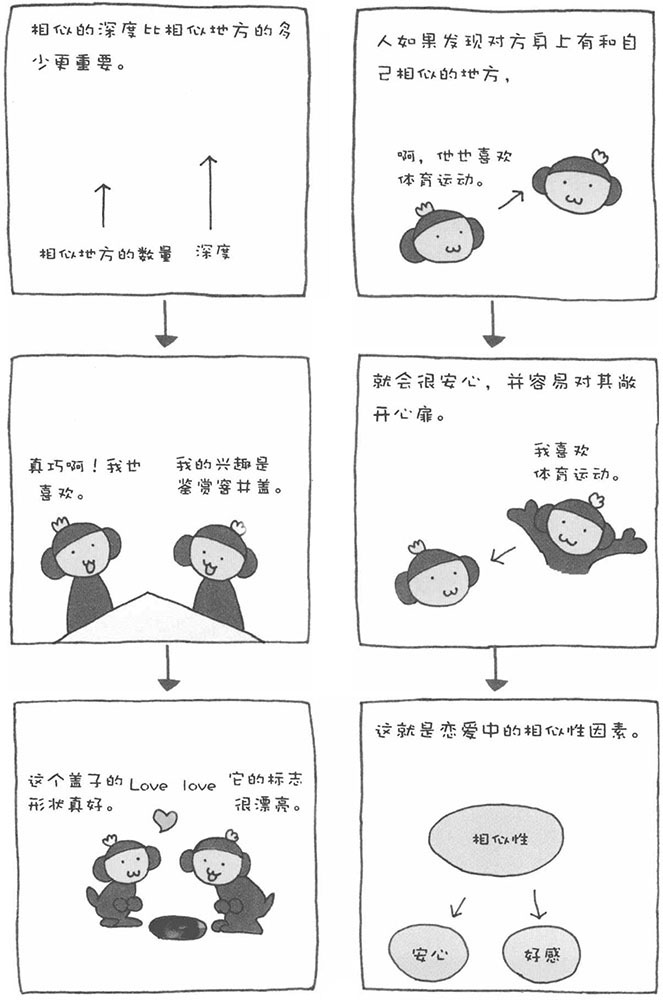 人如果发现对方身上有和自
己相似的地方，
啊，他也喜欢
体育运动。
就会很安心，并容易对其敞
开心扉。
我喜欢
体育运动。
这就是恋爱中的相似性因素。
相似性
安心
好感
相似的深度比相似地方的多
少更重要。
相似地方的数量
深度
我的兴趣是
鉴赏窨井盖。
真巧啊！我也
喜欢。
这个盖子的
形状真好。
Love love
它的标志
很漂亮。